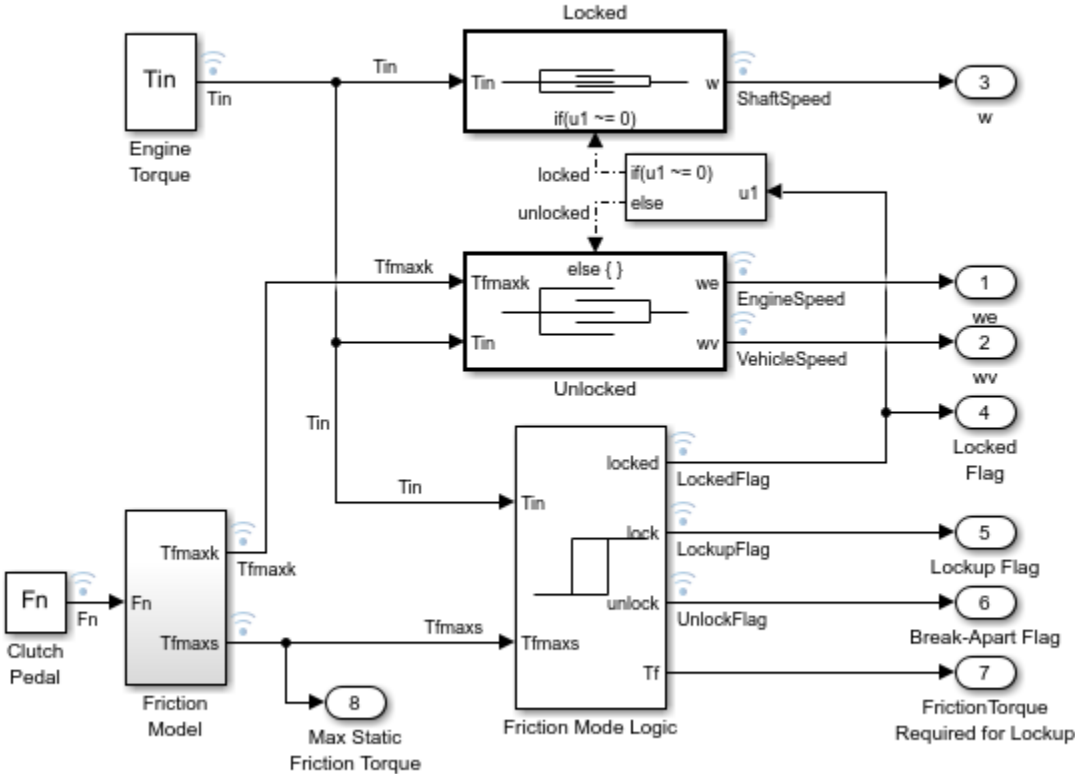 Locked
Tin
Tin
Tin
Tin
w
ShaftSpeed
3
w
if(u1 ~= 0)
Engine
Torque
locked
if(u1 ~= 0)
unlocked
else
u1
Tfmaxk
Tfmaxk
else { }
we
EngineSpeed
1
we
Tin
wv
VehicleSpeed
2
wv
Unlocked
Tin
locked
LockedFlag
4
Locked
Flag
Tin
Tin
lock
LockupFlag
5
Lockup Flag
Tfmaxk
Tfmaxk
Fn
Fn
Fn
Clutch
Pedal
unlock
UnlockFlag
6
Break-Apart Flag
Tfmaxs
Tfmaxs
Tfmaxs
Tf
7
FrictionTorque
Required for Lockup
Friction
Model
8
Max Static
Friction Torque
Friction Mode Logic